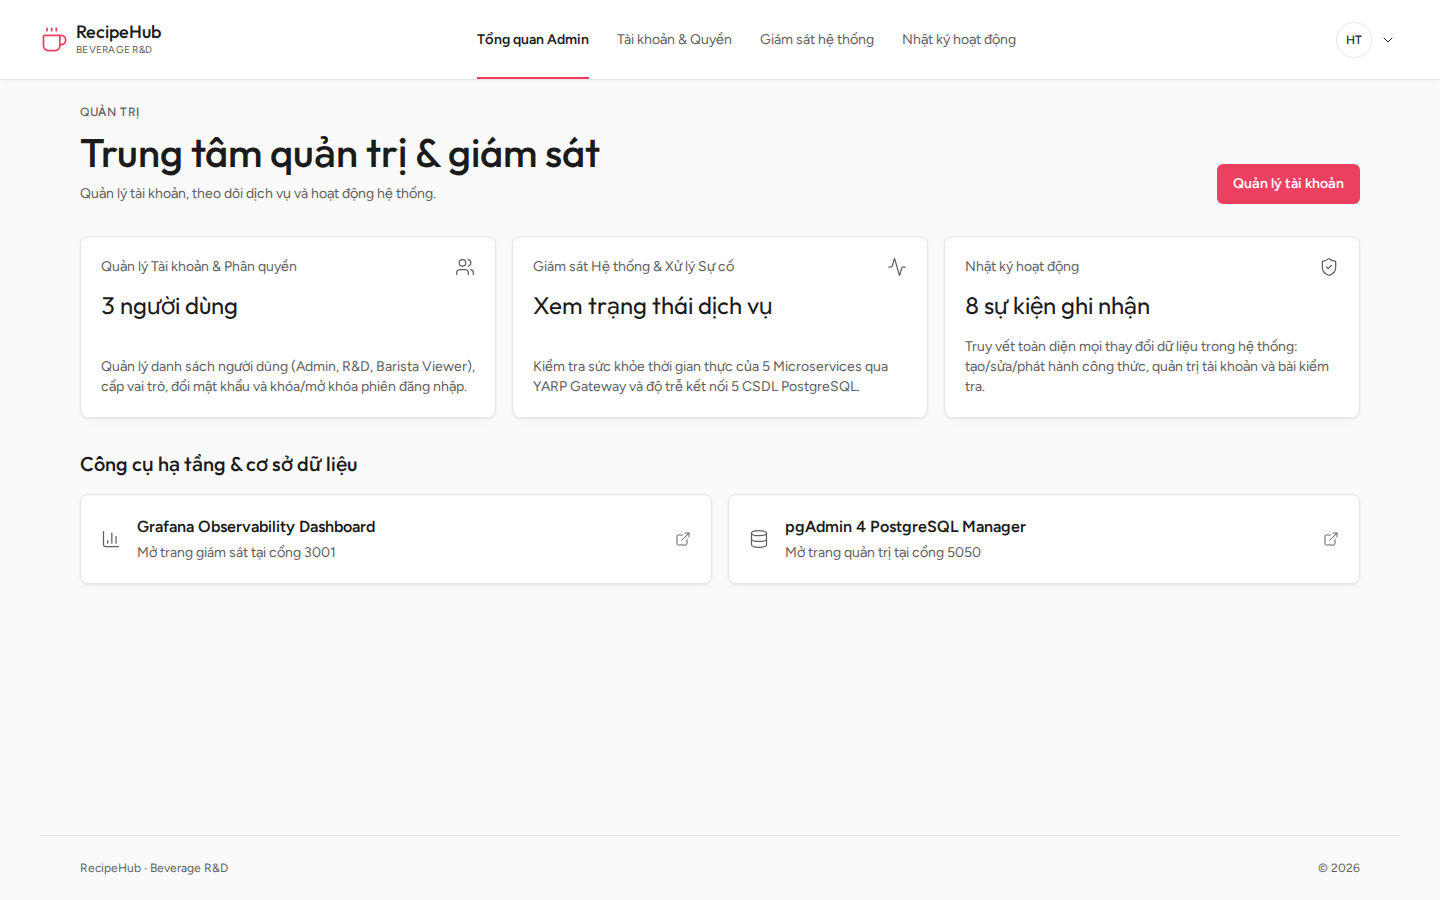 RecipeHub
BEVERAGE R&D
Tổng quan Admin
Tài khoản & Quyền
Giám sát hệ thống
Nhật ký hoạt động
HT
QUẢN TRỊ
Trung tâm quản trị & giám sát
Quản lý tài khoản, theo dõi dịch vụ và hoạt động hệ thống.
Quản lý tài khoản
Quản lý Tài khoản & Phân quyền
3 người dùng
Quản lý danh sách người dùng (Admin, R&D, Barista Viewer),
cấp vai trò, đổi mật khẩu và khóa/mở khóa phiên đăng nhập.
Giám sát Hệ thống & Xử lý Sự cố
Xem trạng thái dịch vụ
Kiểm tra sức khỏe thời gian thực của 5 Microservices qua
YARP Gateway và độ trễ kết nối 5 CSDL PostgreSQL.
Nhật ký hoạt động
8 sự kiện ghi nhận
Truy vết toàn diện mọi thay đổi dữ liệu trong hệ thống:
tạo/sửa/phát hành công thức, quản trị tài khoản và bài kiểm
tra.
Công cụ hạ tầng & cơ sở dữ liệu
Grafana Observability Dashboard
Mở trang giám sát tại cổng 3001
pgAdmin 4 PostgreSQL Manager
Mở trang quản trị tại cổng 5050
RecipeHub · Beverage R&D
© 2026